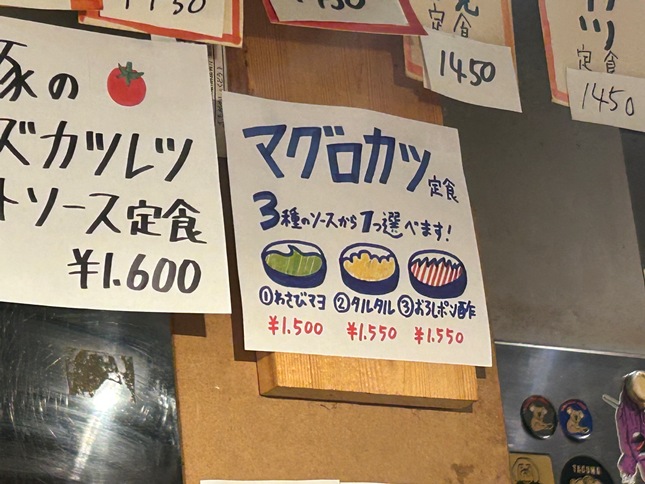 定食
1450
定食
1450
豚の
ズカツレツ
トソース定食
¥1.600
マグロカツ
定食
3種のソースから1つ選べます!
①わさびマヨ ②タルタル ③おろしポン酢
¥1.500 ¥1.550 ¥1.550
TACOMA